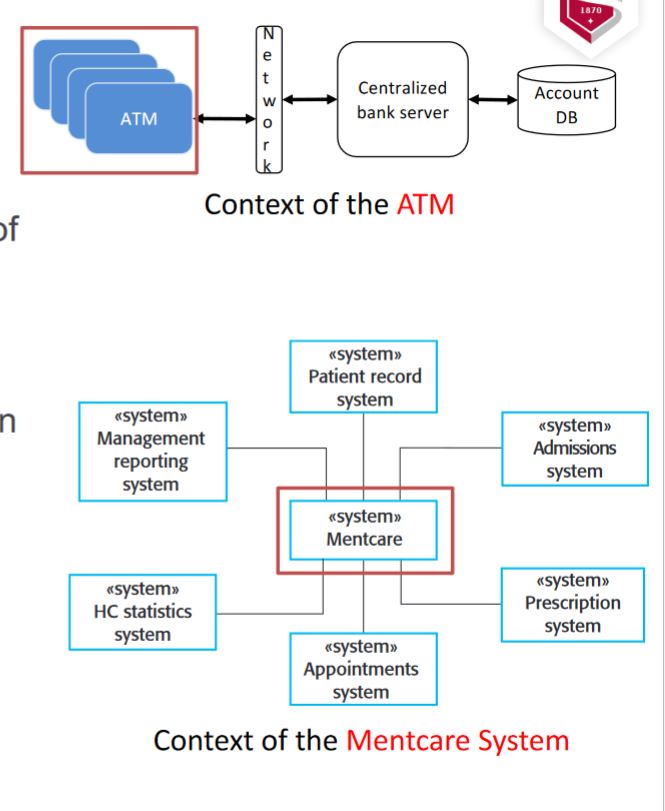 1870
ATM
N
e
t
w
o
r
k
Centralized
bank server
Account
DB
Context of the ATM
of
«system»
Patient record
system
n
«system»
Management
reporting
system
«system»
Admissions
system
«system»
Mentcare
«system»
HC statistics
system
«system»
Prescription
system
«system»
Appointments
system
Context of the Mentcare System